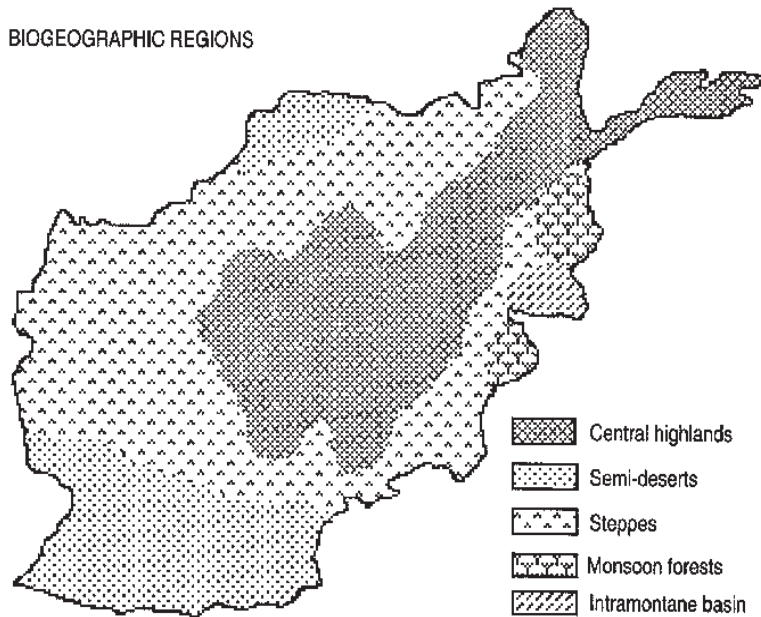 BIOGEOGRAPHIC REGIONS
Central highlands
Semi-deserts
Steppes
Monsoon forests
Intramontane basin